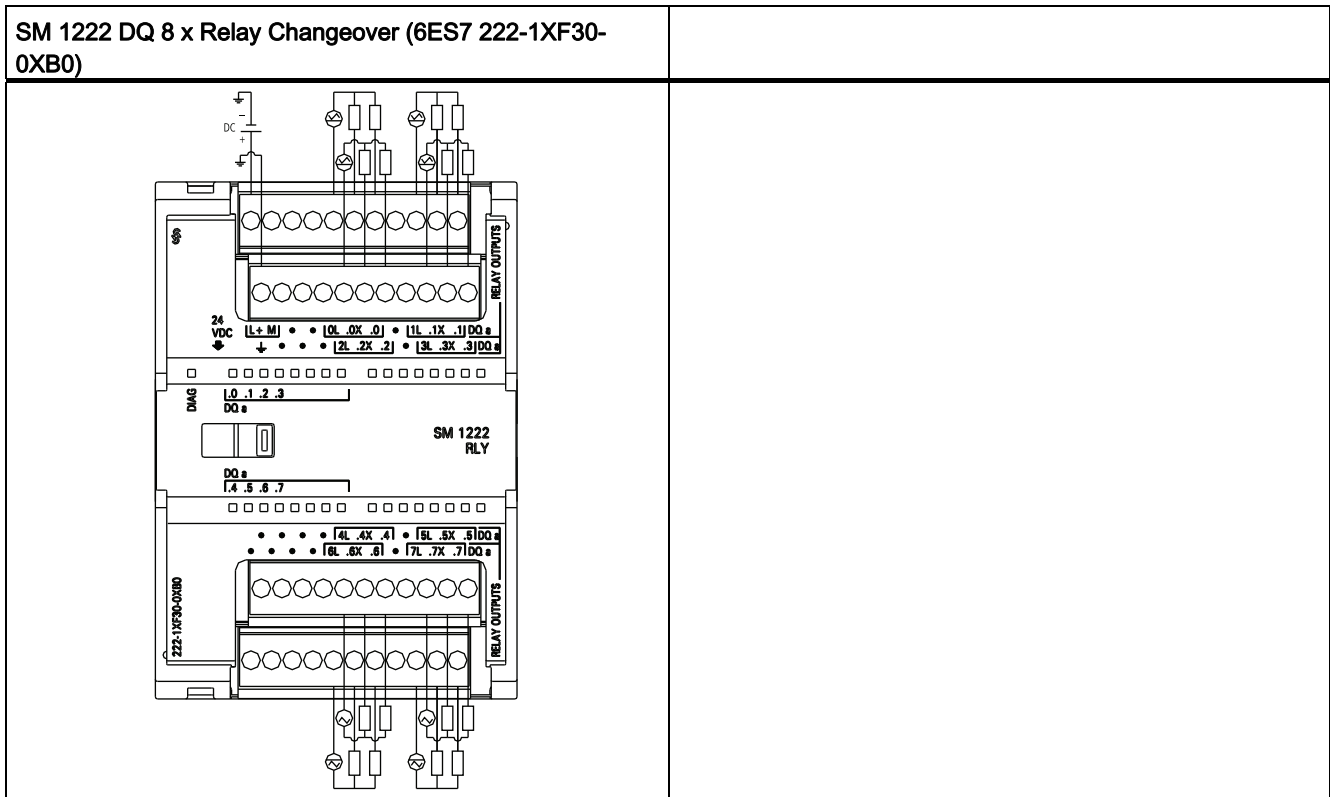 SM 1222 DQ 8 x Relay Changeover (6ES7 222-1XF30-
0XB0)
DC
−
+
RELAY OUTPUTS
24
VDC
L+ M • • 0L .0X .0 • 1L .1X .1 DQ a
• • • 2L .2X .2 • 3L .3X .3 DQ a
DIAG
.0 .1 .2 .3
DQ a
SM 1222
RLY
DQ a
.4 .5 .6 .7
• • • • 4L .4X .4 • 5L .5X .5 DQ a
• • • • 6L .6X .6 • 7L .7X .7 DQ a
222-1XF30-0XB0
RELAY OUTPUTS